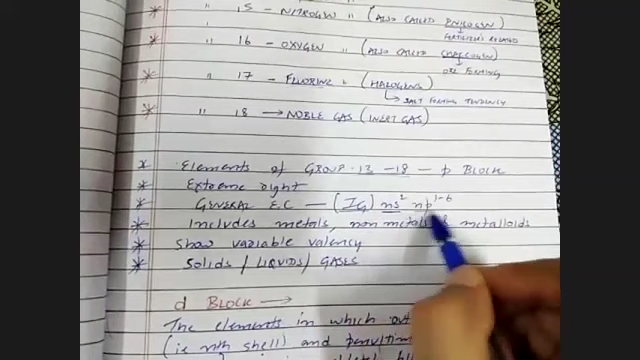 " 15 - NITROGEN " (ALSO CALLED PNICOGEN)
FERTILIZER RELATED
" 16 - OXYGEN " (ALSO CALLED CHALCOGEN)
ORE FORMING
" 17 - FLUORINE " (HALOGENS)
SALT FORMING TENDENCY
" 18 → NOBLE GAS (INERT GAS)
* Elements of GROUP 13 - 18 - p BLOCK
* Extreme right
* GENERAL E.C - (IG) ns² np¹⁻⁶
* Includes metals, non metals & metalloids
* Show variable valency
* Solids / LIQUIDS / GASES
d BLOCK →
The elements in which
(ie nth shell) and